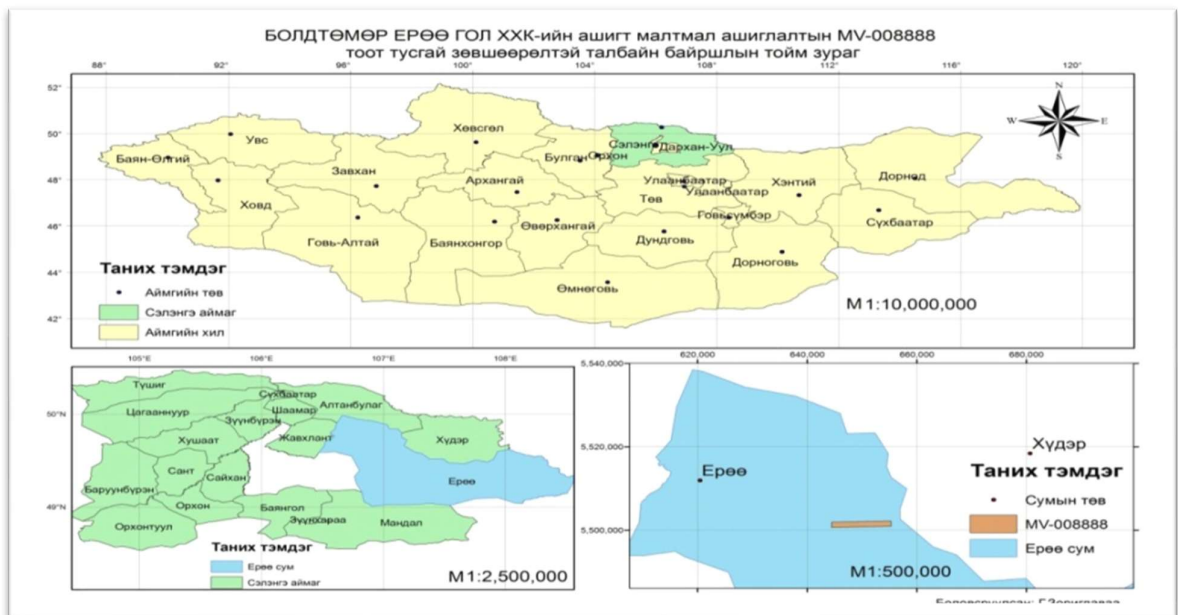 БОЛДТӨМӨР ЕРӨӨ ГОЛ ХХК-ийн ашигт малтмал ашиглалтын MV-008888
тоот тусгай зөвшөөрөлтэй талбайн байршлын тойм зураг
88° 92° 96° 100° 104° 108° 112° 116° 120°
52°
50°
48°
46°
44°
42°
N
W E
S
Увс
Хөвсгөл
Баян-Өлгий
Завхан
Ховд
Архангай
Булган
Орхон
Сэлэнгэ
Дархан-Уул
Улаанбаатар
Улаанбаатар
Төв
Хэнтий
Дорнод
Говьсүмбэр
Сүхбаатар
Говь-Алтай
Баянхонгор
Өвөрхангай
Дундговь
Дорноговь
Өмнөговь
Таних тэмдэг
Аймгийн төв
Сэлэнгэ аймаг
Аймгийн хил
М 1:10,000,000
105°E 106°E 107°E 108°E
50°N
49°N
Түшиг
Сүхбаатар
Цагааннуур
Шаамар
Алтанбулаг
Зүүнбүрэн
Хушаат
Жавхлант
Хүдэр
Сант
Сайхан
Баруунбүрэн
Ерөө
Орхон
Баянгол
Зүүнхараа
Мандал
Орхонтуул
Таних тэмдэг
Ерөө сум
Сэлэнгэ аймаг
М1:2,500,000
620,000 640,000 660,000 680,000
5,540,000
5,520,000
5,500,000
Ерөө
Хүдэр
Таних тэмдэг
Сумын төв
MV-008888
Ерөө сум
М1:500,000